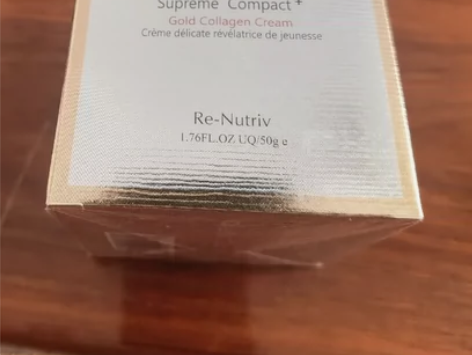 Supreme Compact+
Gold Collagen Cream
Crème délicate révélatrice de jeunesse
Re-Nutriv
1.76FL.OZ UQ/50g e